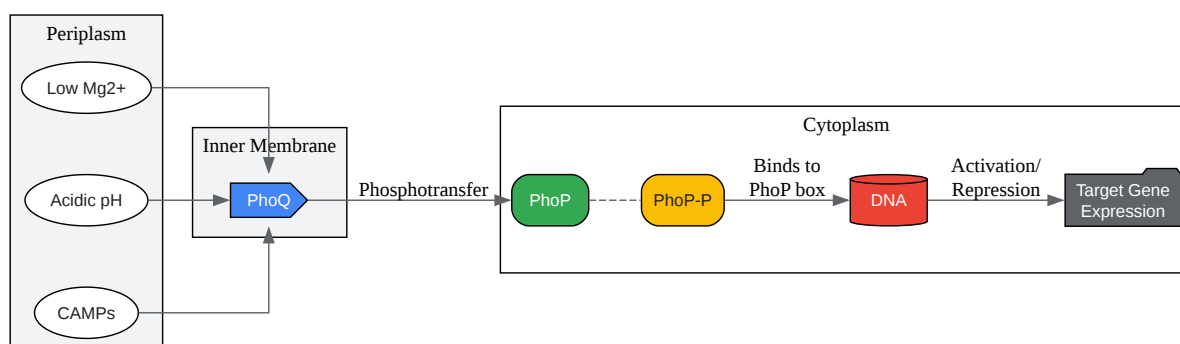 Periplasm
Low Mg2+
Acidic pH
CAMPs
Inner Membrane
PhoQ
Phosphotransfer
Cytoplasm
PhoP
PhoP-P
Binds to
PhoP box
DNA
Activation/
Repression
Target Gene
Expression